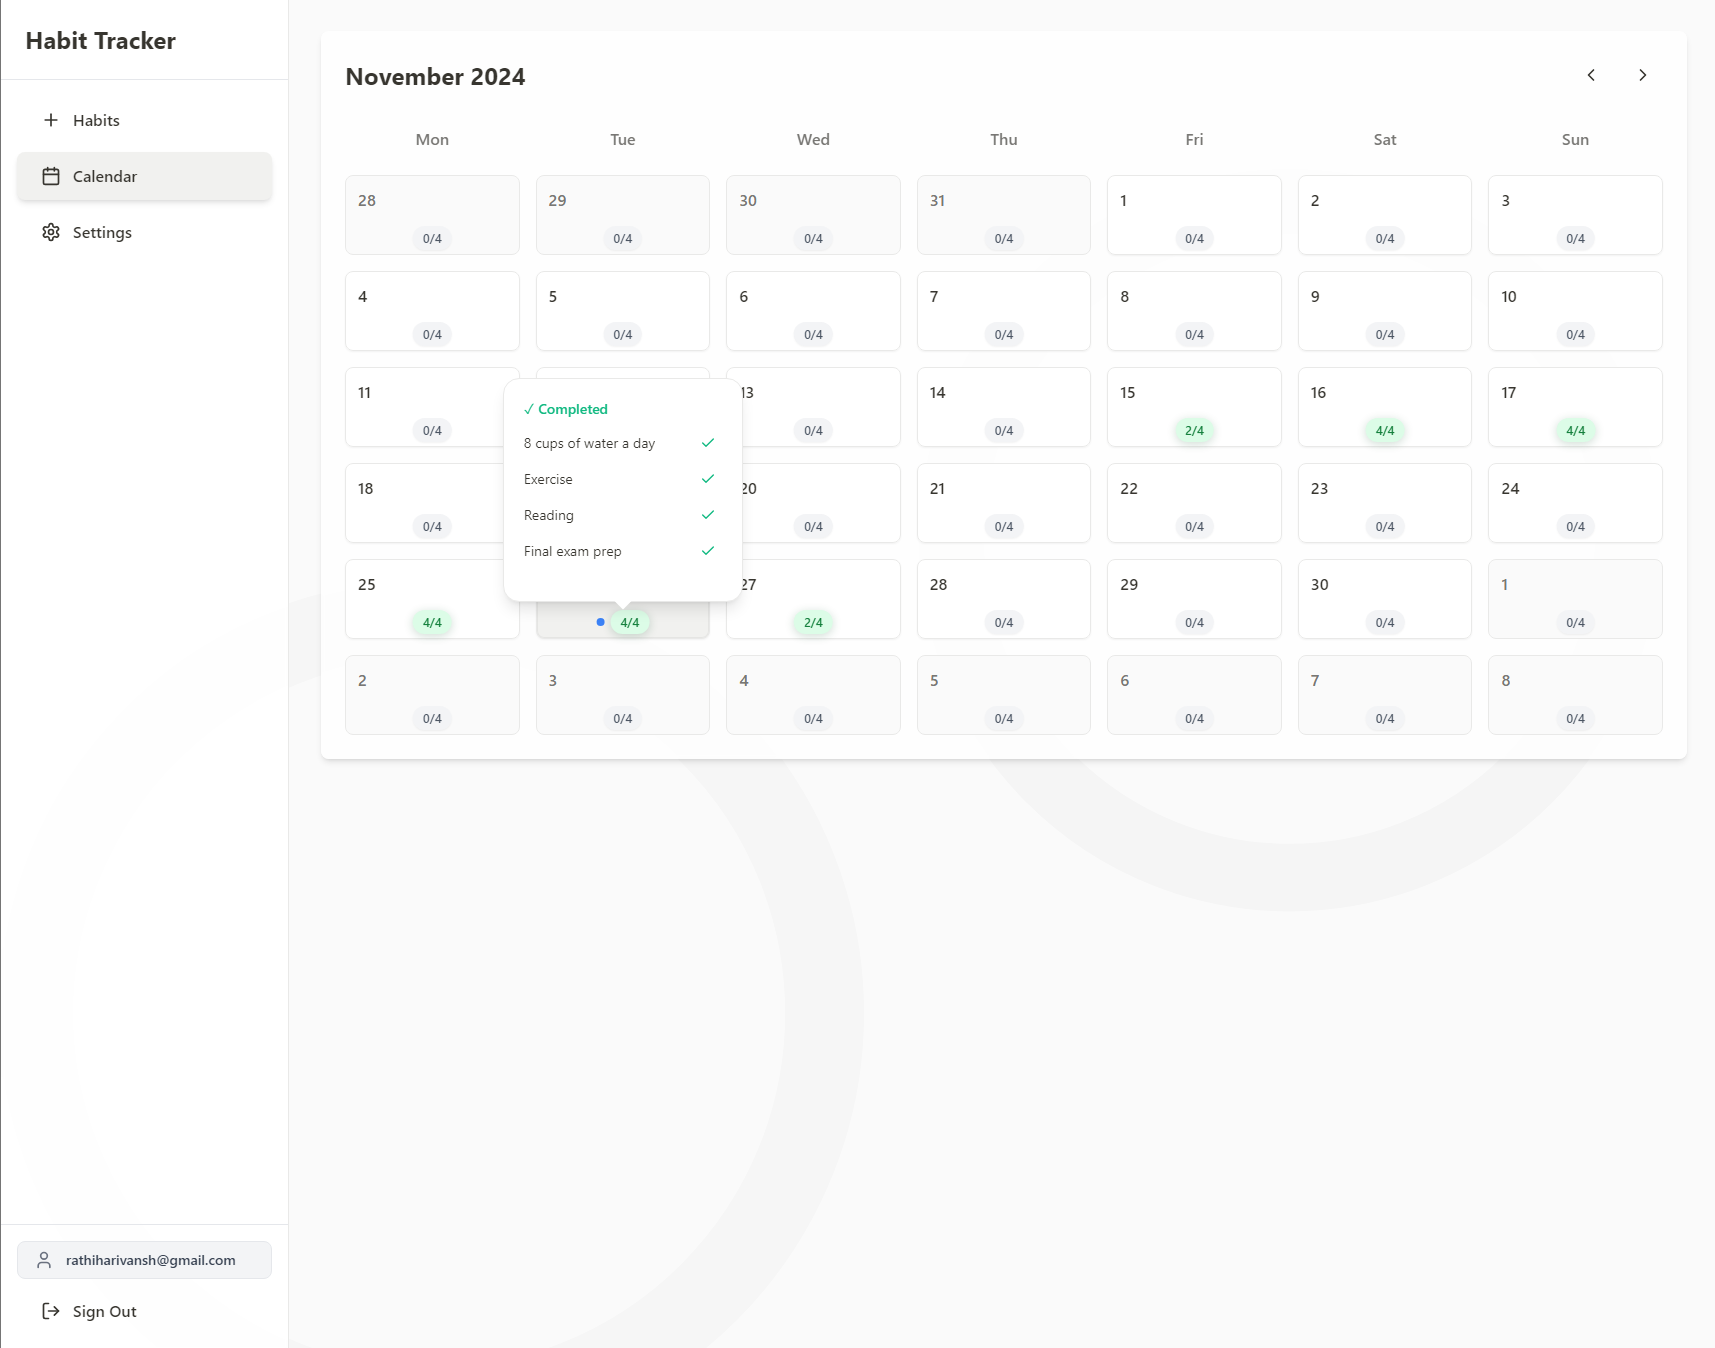 Habit Tracker
Habits
Calendar
Settings
rathiharivansh@gmail.com
Sign Out
November 2024
Mon Tue Wed Thu Fri Sat Sun
28 29 30 31 1 2 3
0/4 0/4 0/4 0/4 0/4 0/4 0/4
4 5 6 7 8 9 10
0/4 0/4 0/4 0/4 0/4 0/4 0/4
11 13 14 15 16 17
0/4 0/4 0/4 2/4 4/4 4/4
18 20 21 22 23 24
0/4 0/4 0/4 0/4 0/4 0/4
25 27 28 29 30 1
4/4 4/4 2/4 0/4 0/4 0/4 0/4
2 3 4 5 6 7 8
0/4 0/4 0/4 0/4 0/4 0/4 0/4
✓ Completed
8 cups of water a day
Exercise
Reading
Final exam prep